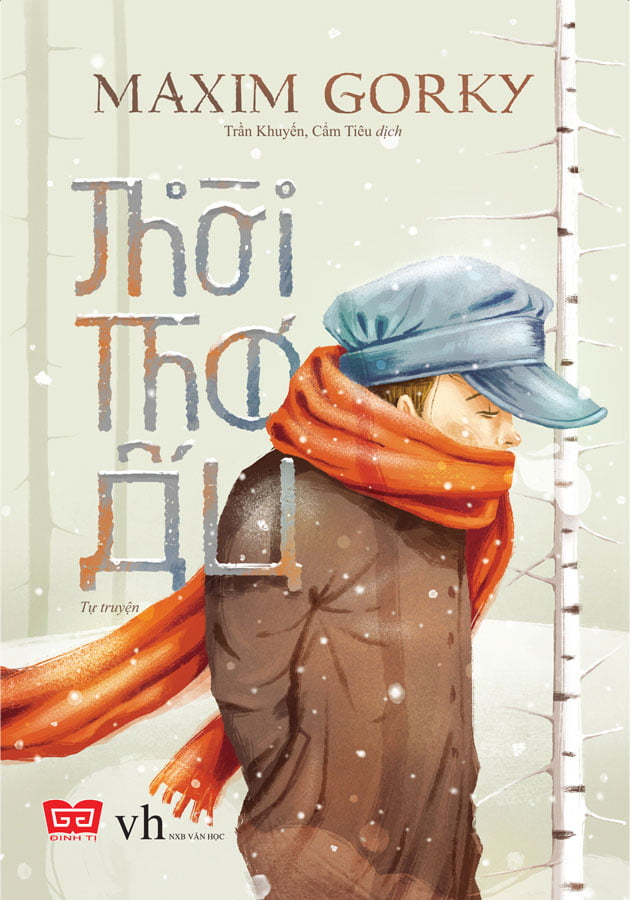 MAXIM GORKY
Trần Khuyến, Cẩm Tiêu dịch
Thời
Thơ
Ấu
Tự truyện
ĐINH TỊ
vh NXB VĂN HỌC